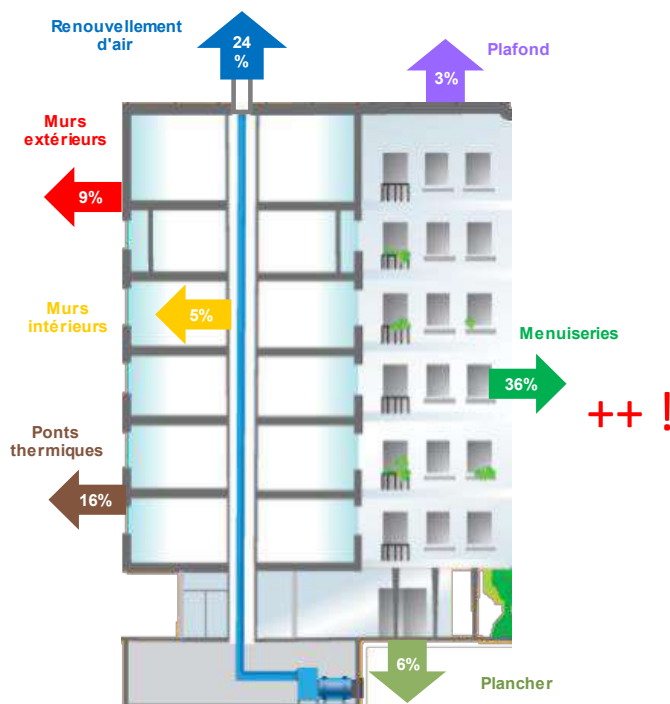 Renouvellement
d'air
24
%
Plafond
3%
Murs
extérieurs
9%
Murs
intérieurs
5%
Menuiseries
36%
++ !
Ponts
thermiques
16%
6%
Plancher